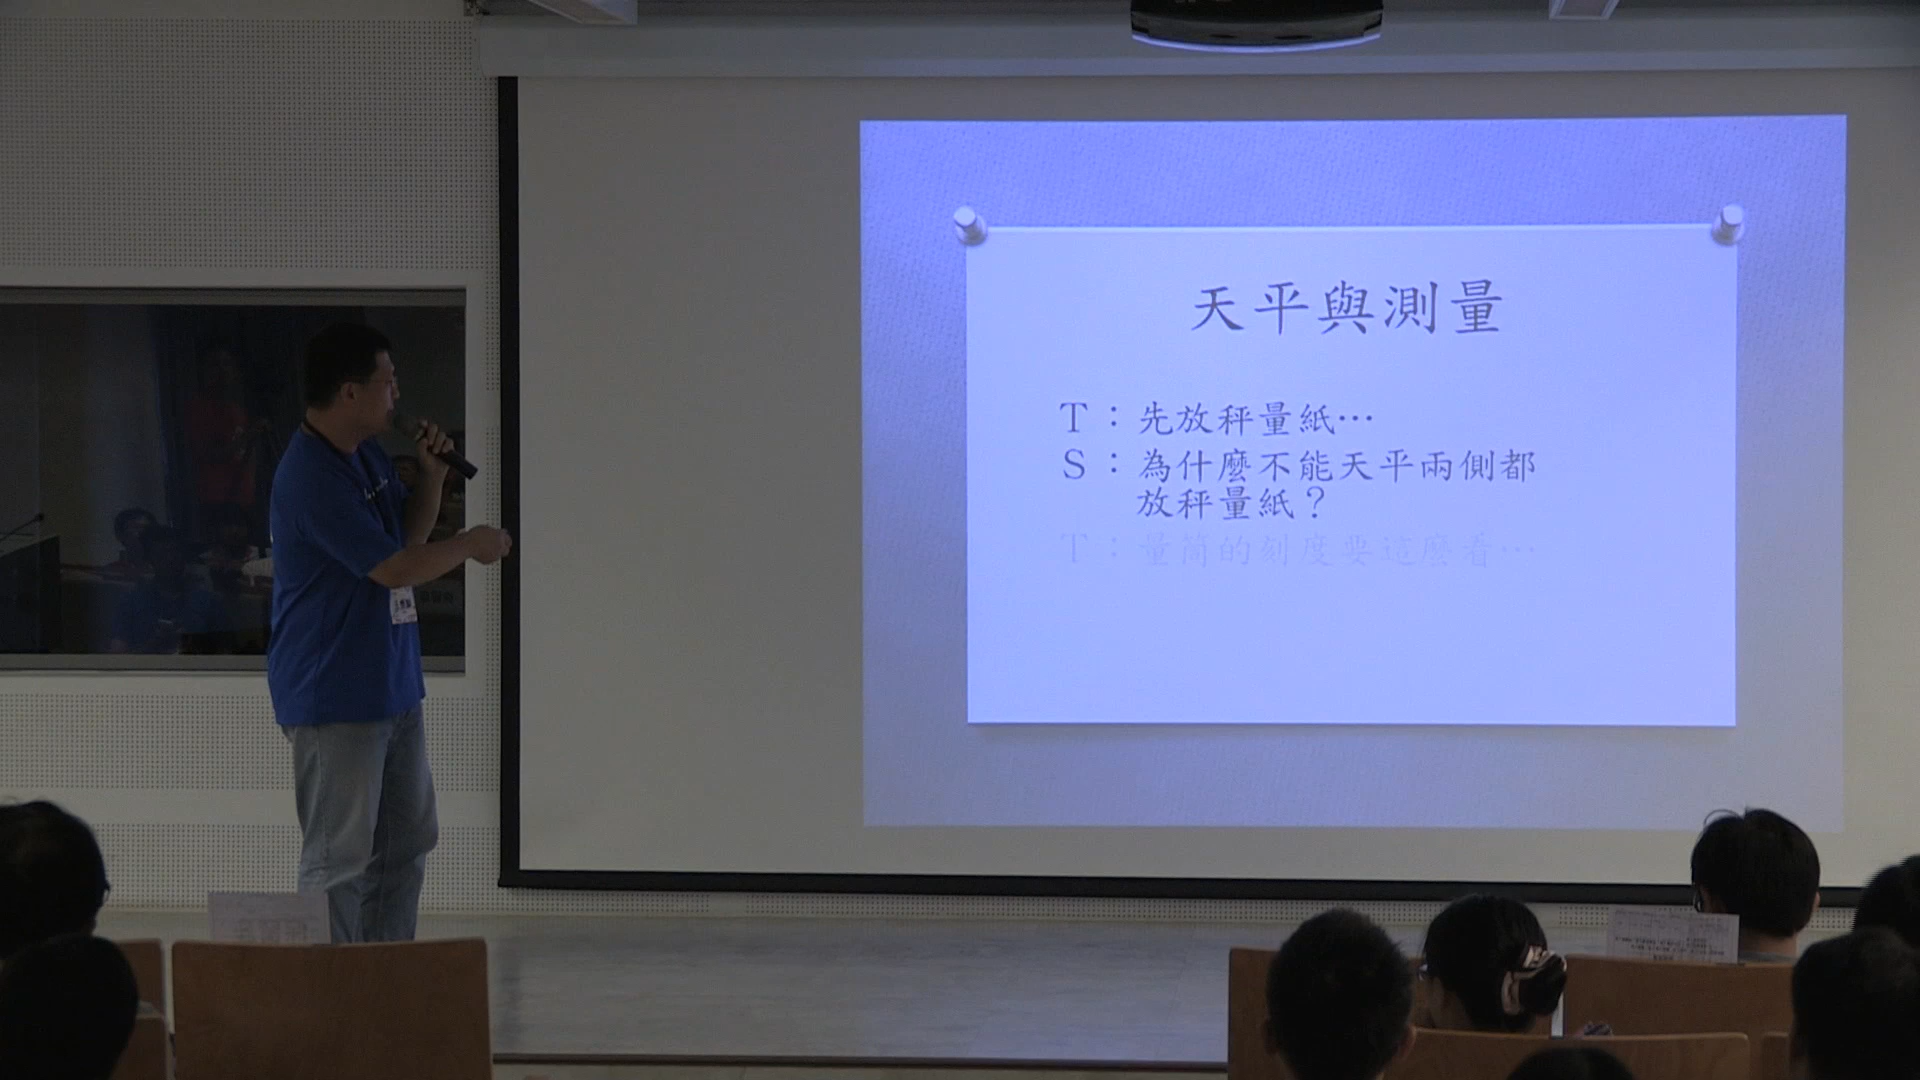 天平與測量
T：先放秤量紙…
S：為什麼不能天平兩側都
放秤量紙？
T：量筒的刻度要這麼看…